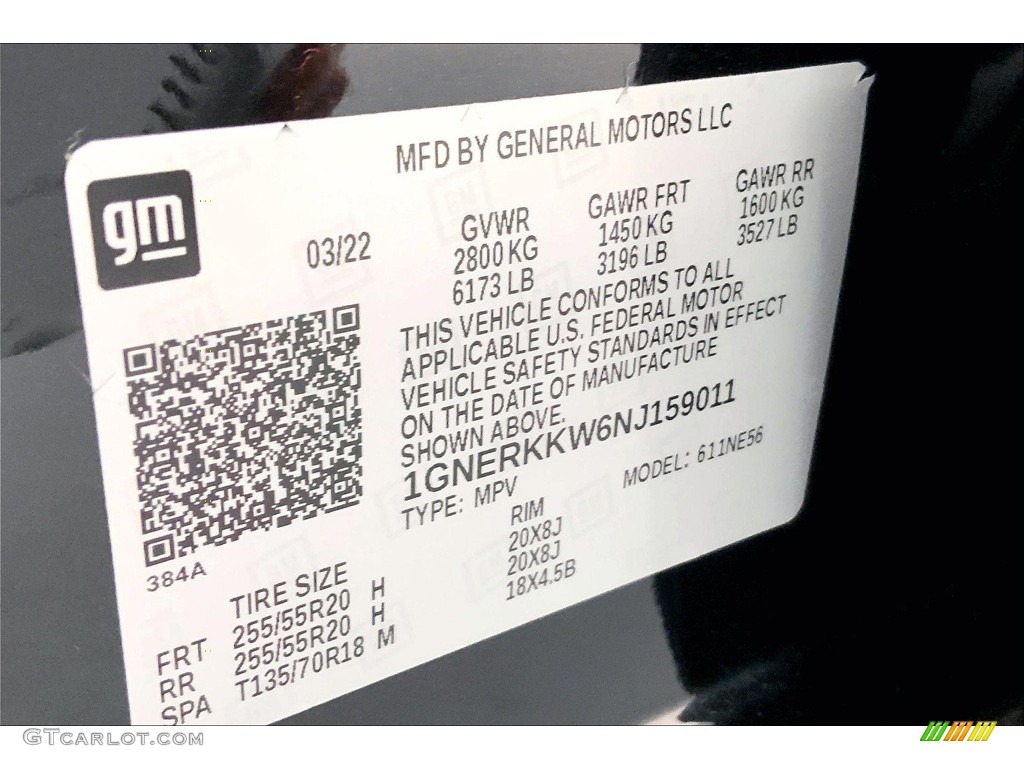 MFD BY GENERAL MOTORS LLC
gm
03/22
GVWR GAWR FRT GAWR RR
2800 KG 1450 KG 1600 KG
6173 LB 3196 LB 3527 LB
THIS VEHICLE CONFORMS TO ALL
APPLICABLE U.S. FEDERAL MOTOR
VEHICLE SAFETY STANDARDS IN EFFECT
ON THE DATE OF MANUFACTURE
SHOWN ABOVE.
1GNERKKW6NJ159011
TYPE: MPV MODEL: 611NE56
384A
TIRE SIZE RIM
FRT 255/55R20 H 20X8J
RR 255/55R20 H 20X8J
SPA T135/70R18 M 18X4.5B
GTCARLOT.COM